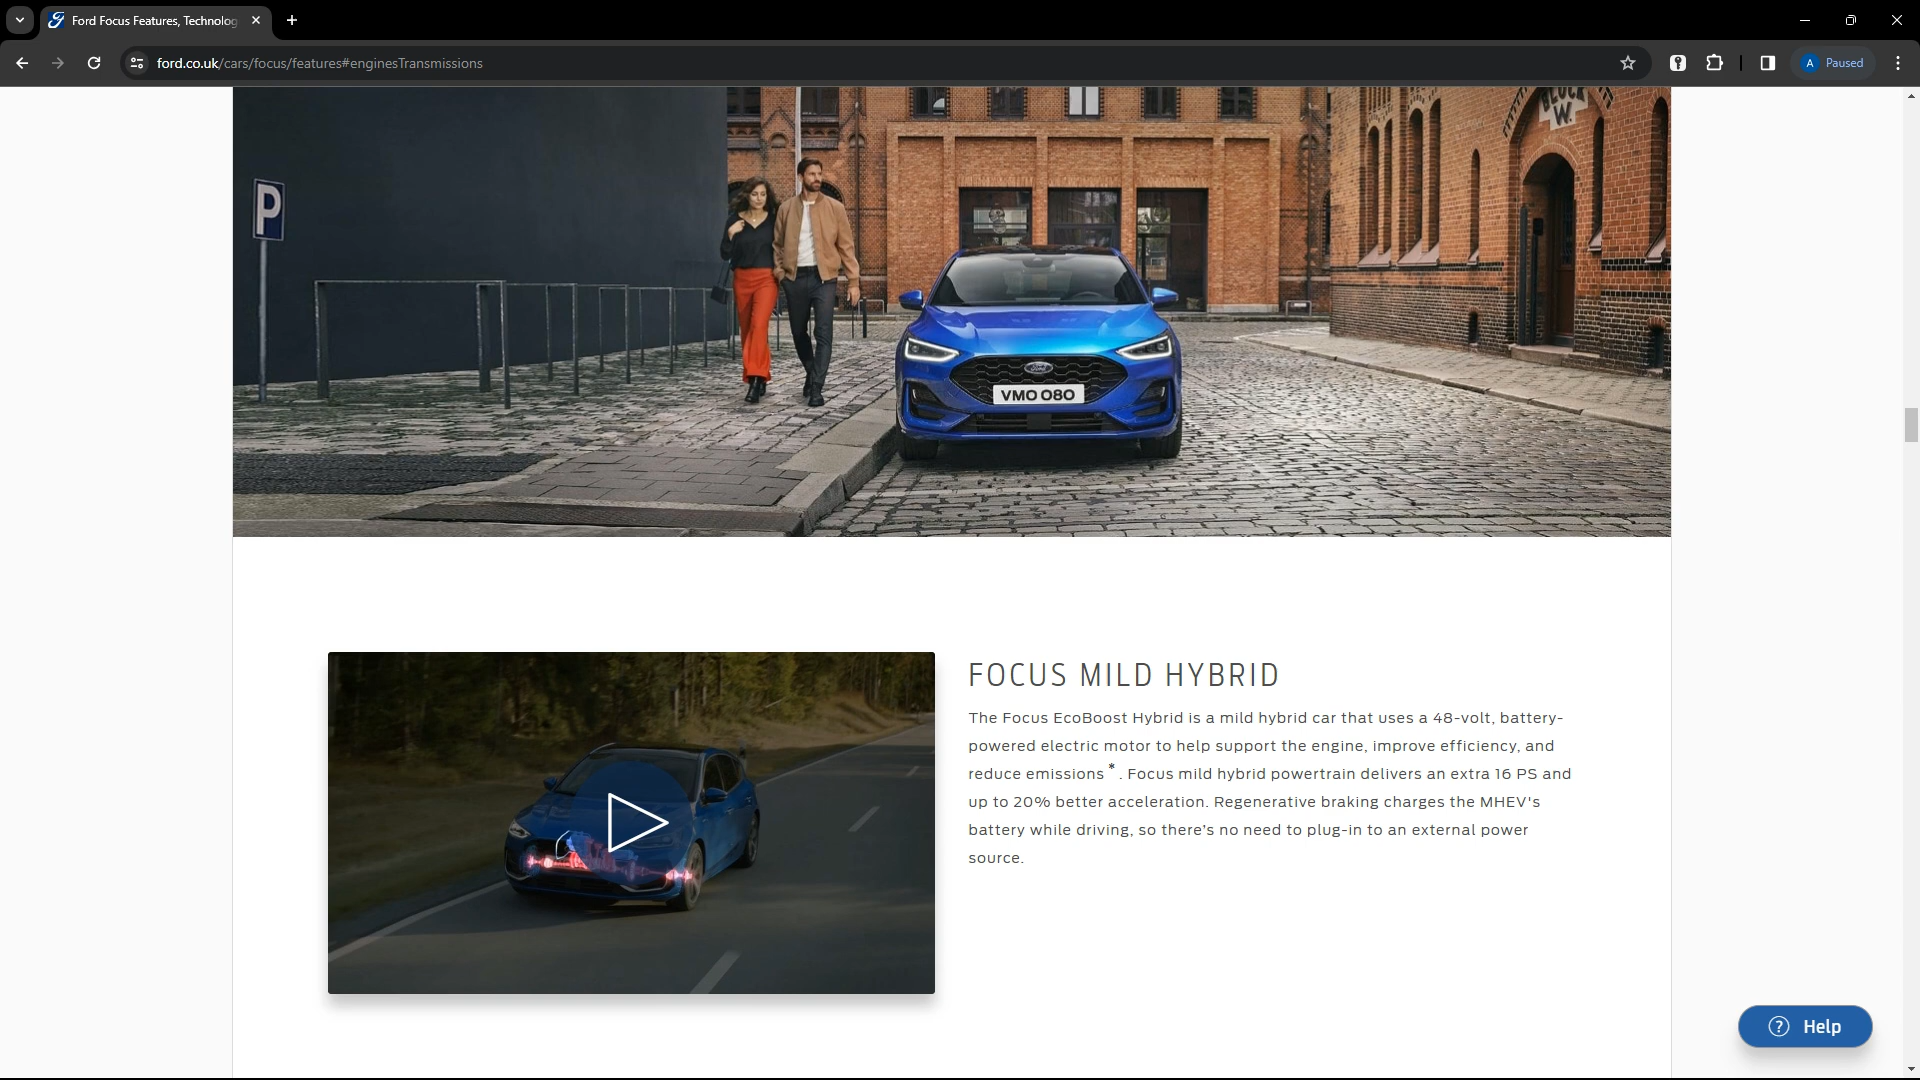 Ford Focus Features, Technolog
ford.co.uk/cars/focus/features#enginesTransmissions
A Paused
P
BLOCK
W.
Ford
VMO 080
FOCUS MILD HYBRID
The Focus EcoBoost Hybrid is a mild hybrid car that uses a 48-volt, battery-
powered electric motor to help support the engine, improve efficiency, and
reduce emissions*. Focus mild hybrid powertrain delivers an extra 16 PS and
up to 20% better acceleration. Regenerative braking charges the MHEV's
battery while driving, so there's no need to plug-in to an external power
source.
? Help